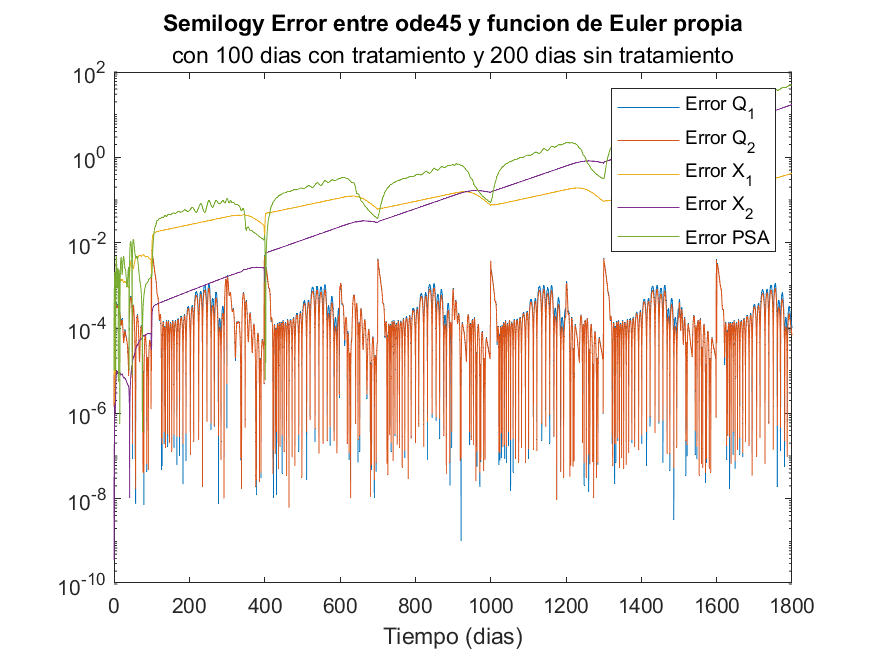 Semilogy Error entre ode45 y funcion de Euler propia
con 100 dias con tratamiento y 200 dias sin tratamiento
10^2
10^0
10^-2
10^-4
10^-6
10^-8
10^-10
Error Q_1
Error Q_2
Error X_1
Error X_2
Error PSA
0 200 400 600 800 1000 1200 1400 1600 1800
Tiempo (dias)